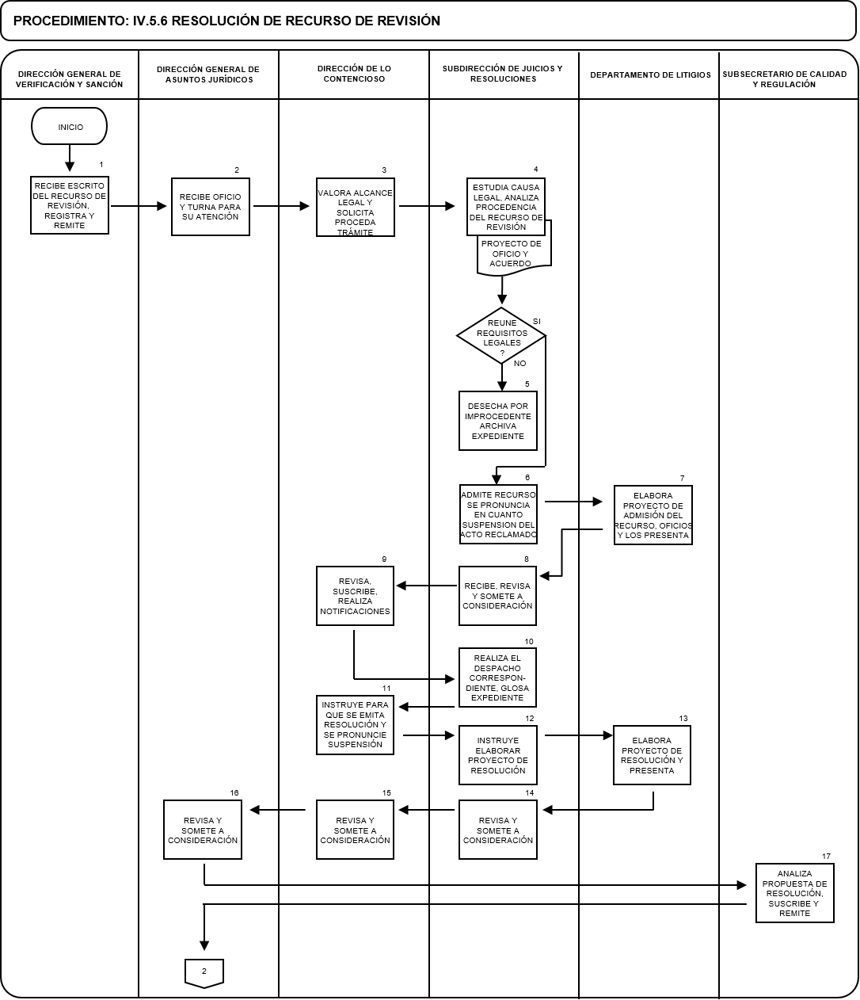 PROCEDIMIENTO: IV.5.6 RESOLUCIÓN DE RECURSO DE REVISIÓN
DIRECCIÓN GENERAL DE
VERIFICACIÓN Y SANCIÓN
DIRECCIÓN GENERAL DE
ASUNTOS JURÍDICOS
DIRECCIÓN DE LO
CONTENCIOSO
SUBDIRECCIÓN DE JUICIOS Y
RESOLUCIONES
DEPARTAMENTO DE LITIGIOS
SUBSECRETARIO DE CALIDAD
Y REGULACIÓN
INICIO
1
RECIBE ESCRITO
DEL RECURSO DE
REVISIÓN,
REGISTRA Y
REMITE
2
RECIBE OFICIO
Y TURNA PARA
SU ATENCIÓN
3
VALORA ALCANCE
LEGAL Y
SOLICITA
PROCEDA
TRÁMITE
4
ESTUDIA CAUSA
LEGAL, ANALIZA
PROCEDENCIA
DEL RECURSO DE
REVISIÓN
PROYECTO DE
OFICIO Y
ACUERDO
REUNE
REQUISITOS
LEGALES
?
SI
NO
5
DESECHA POR
IMPROCEDENTE
ARCHIVA
EXPEDIENTE
6
ADMITE RECURSO
SE PRONUNCIA
EN CUANTO
SUSPENSION DEL
ACTO RECLAMADO
7
ELABORA
PROYECTO DE
ADMISIÓN DEL
RECURSO, OFICIOS
Y LOS PRESENTA
8
RECIBE, REVISA
Y SOMETE A
CONSIDERACIÓN
9
REVISA,
SUSCRIBE,
REALIZA
NOTIFICACIONES
10
REALIZA EL
DESPACHO
CORRESPON-
DIENTE, GLOSA
EXPEDIENTE
11
INSTRUYE PARA
QUE SE EMITA
RESOLUCIÓN Y
SE PRONUNCIE
SUSPENSIÓN
12
INSTRUYE
ELABORAR
PROYECTO DE
RESOLUCIÓN
13
ELABORA
PROYECTO DE
RESOLUCIÓN Y
PRESENTA
14
REVISA Y
SOMETE A
CONSIDERACIÓN
15
REVISA Y
SOMETE A
CONSIDERACIÓN
16
REVISA Y
SOMETE A
CONSIDERACIÓN
17
ANALIZA
PROPUESTA DE
RESOLUCIÓN,
SUSCRIBE Y
REMITE
2